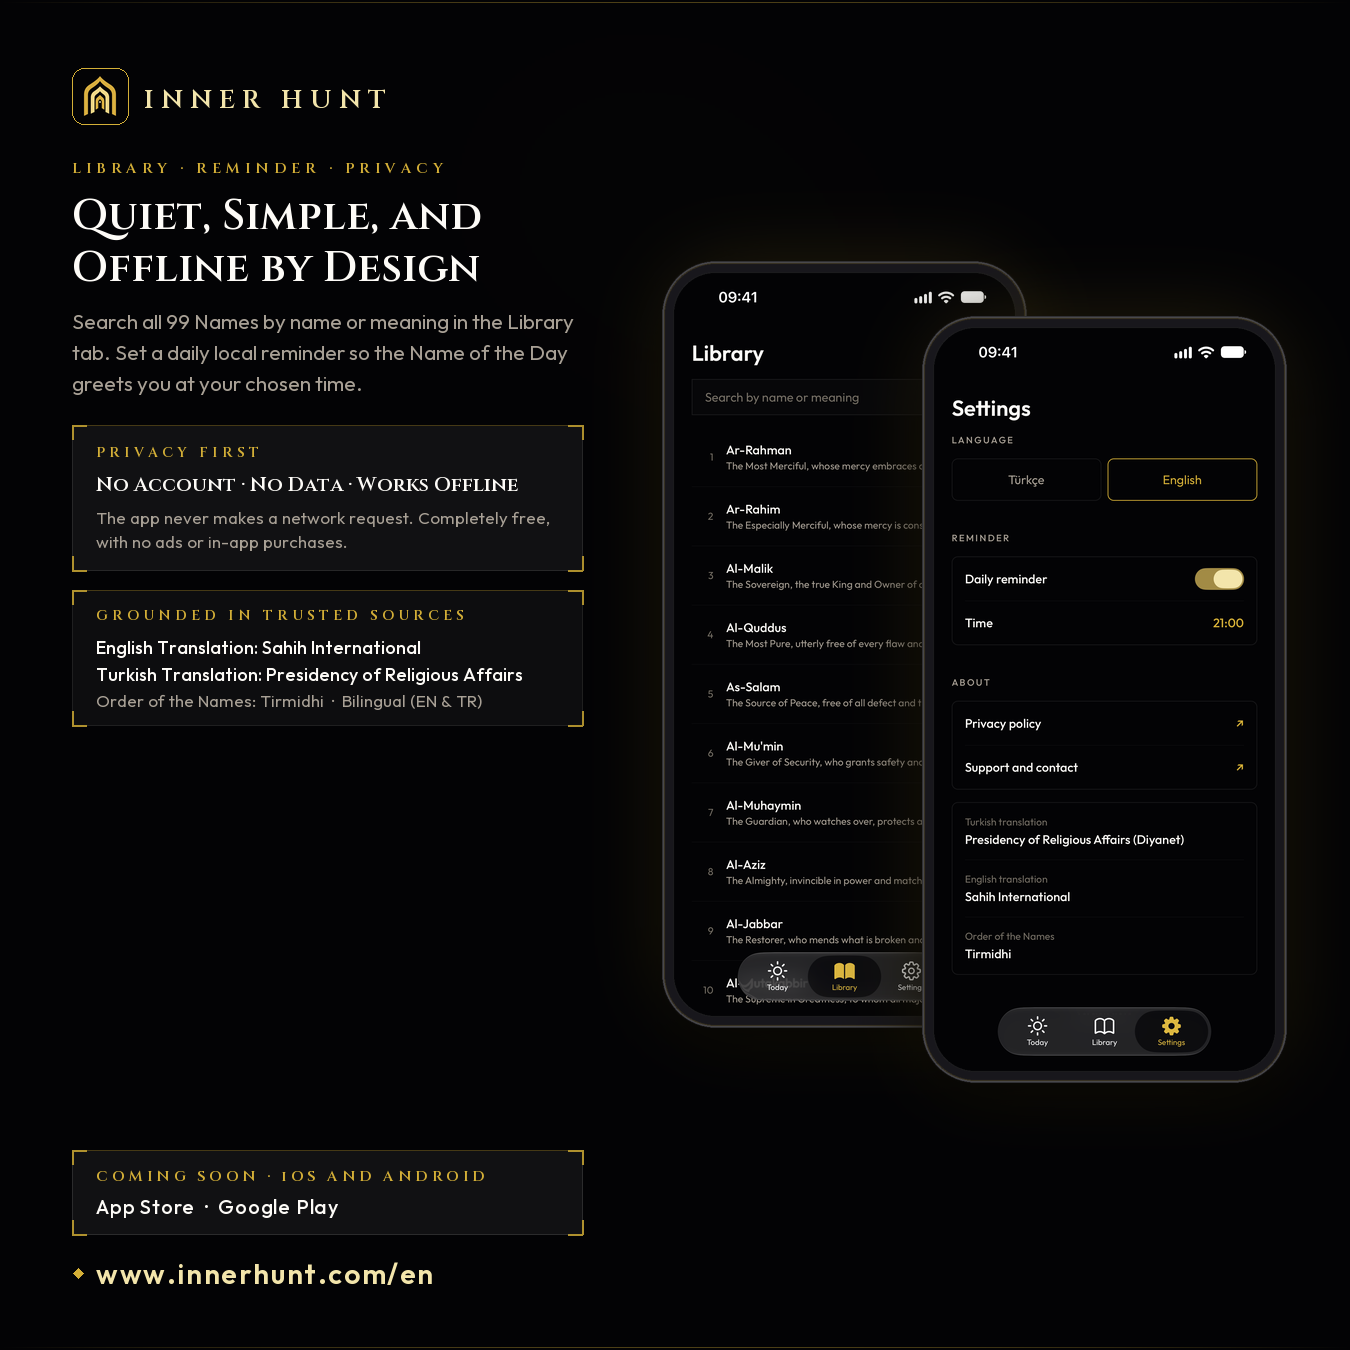 INNER HUNT
LIBRARY · REMINDER · PRIVACY
QUIET, SIMPLE, AND
OFFLINE BY DESIGN
Search all 99 Names by name or meaning in the Library
tab. Set a daily local reminder so the Name of the Day
greets you at your chosen time.
PRIVACY FIRST
NO ACCOUNT · NO DATA · WORKS OFFLINE
The app never makes a network request. Completely free,
with no ads or in-app purchases.
GROUNDED IN TRUSTED SOURCES
English Translation: Sahih International
Turkish Translation: Presidency of Religious Affairs
Order of the Names: Tirmidhi · Bilingual (EN & TR)
COMING SOON · iOS AND ANDROID
App Store · Google Play
www.innerhunt.com/en
09:41
Library
Search by name or meaning
1 Ar-Rahman
The Most Merciful, whose mercy embraces
2 Ar-Rahim
The Especially Merciful, whose mercy is
3 Al-Malik
The Sovereign, the true King and Owner of
4 Al-Quddus
The Most Pure, utterly free of every flaw
5 As-Salam
The Source of Peace, free of all defect and
6 Al-Mu'min
The Giver of Security, who grants safety
7 Al-Muhaymin
The Guardian, who watches over, protects
8 Al-Aziz
The Almighty, invincible in power and
9 Al-Jabbar
The Restorer, who mends what is broken
10
The Supreme in Greatness, to whom all
Today
Library
09:41
Settings
LANGUAGE
Türkçe
English
REMINDER
Daily reminder
Time 21:00
ABOUT
Privacy policy
Support and contact
Turkish translation
Presidency of Religious Affairs (Diyanet)
English translation
Sahih International
Order of the Names
Tirmidhi
Today
Library
Settings